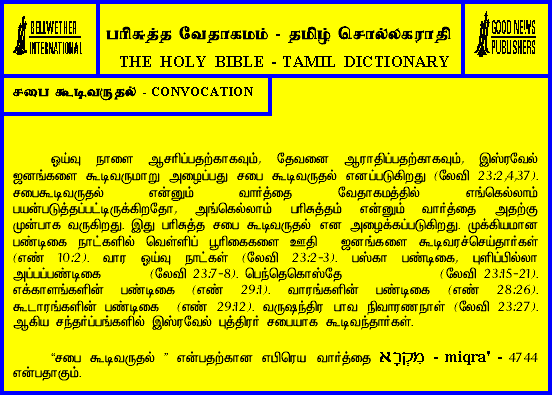 BELLWETHER
INTERNATIONAL
பரிசுத்த வேதாகமம் - தமிழ் சொல்லகராதி
THE HOLY BIBLE - TAMIL DICTIONARY
GOOD NEWS
PUBLISHERS
சபை கூடிவருதல் - CONVOCATION
ஓய்வு நாளை ஆசரிப்பதற்காகவும், தேவனை ஆராதிப்பதற்காகவும், இஸ்ரவேல்
ஜனங்களை கூடிவருமாறு அழைப்பது சபை கூடிவருதல் எனப்படுகிறது (லேவி 23:2,4,37).
சபைகூடிவருதல் என்னும் வார்த்தை வேதாகமத்தில் எங்கெல்லாம்
பயன்படுத்தப்பட்டிருக்கிறதோ, அங்கெல்லாம் பரிசுத்தம் என்னும் வார்த்தை அதற்கு
முன்பாக வருகிறது. இது பரிசுத்த சபை கூடிவருதல் என அழைக்கப்படுகிறது. முக்கியமான
பண்டிகை நாட்களில் வெள்ளிப் பூரிகைகளை ஊதி ஜனங்களை கூடிவரச்செய்தார்கள்
(எண் 10:2). வார ஓய்வு நாட்கள் (லேவி 23:2-3). பஸ்கா பண்டிகை, புளிப்பில்லா
அப்பப்பண்டிகை (லேவி 23:7-8). பெந்தெகொஸ்தே (லேவி 23:15-21).
எக்காளங்களின் பண்டிகை (எண் 29:1). வாரங்களின் பண்டிகை (எண் 28:26).
கூடாரங்களின் பண்டிகை (எண் 29:12). வருஷந்திர பாவ நிவாரணநாள் (லேவி 23:27).
ஆகிய சந்தர்ப்பங்களில் இஸ்ரவேல் புத்திரர் சபையாக கூடிவந்தார்கள்.
“சபை கூடிவருதல் ” என்பதற்கான எபிரெய வார்த்தை מִקְרָא - miqra' - 4744
என்பதாகும்.